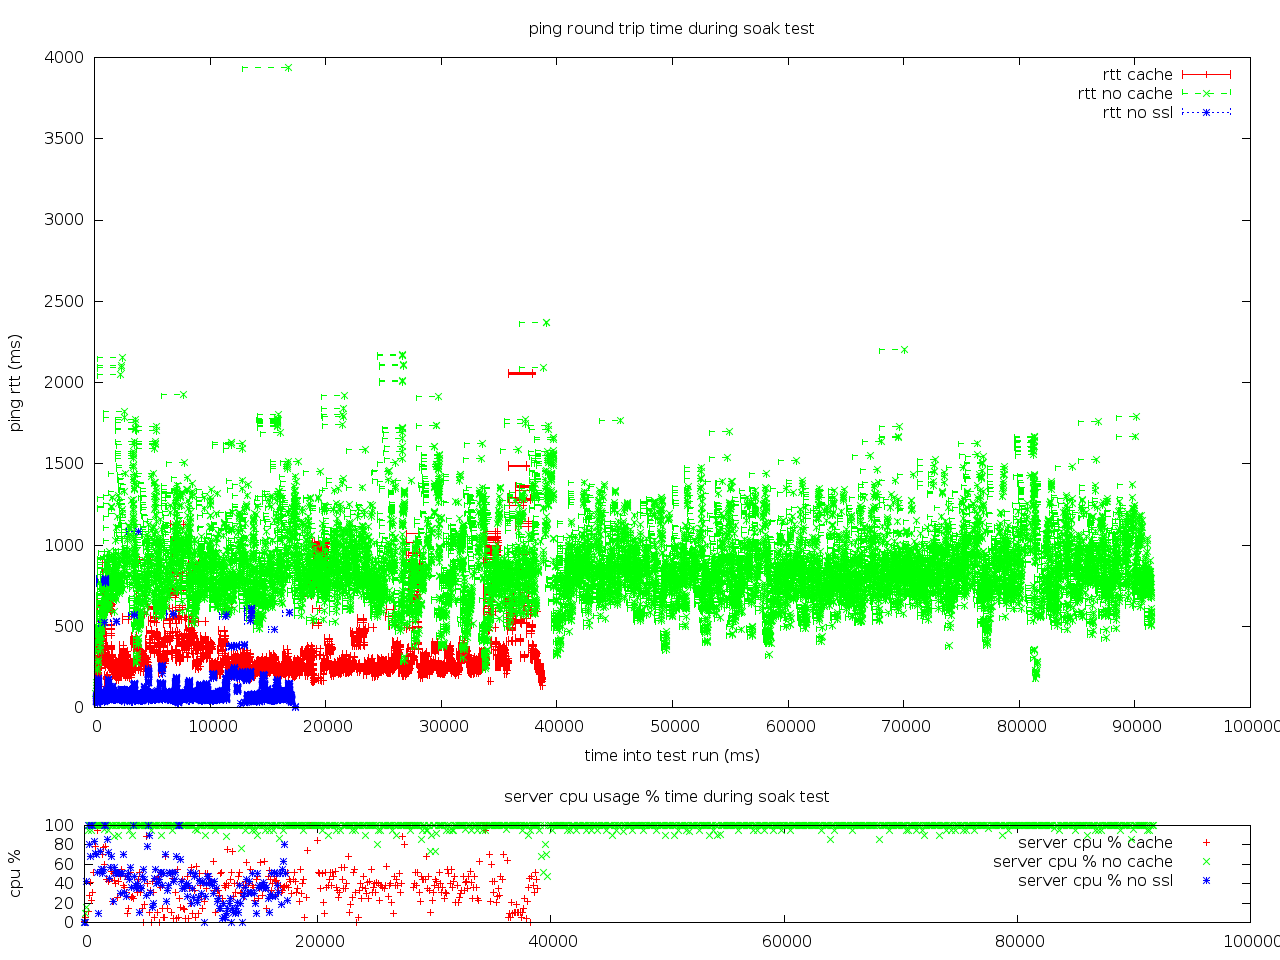 ping round trip time during soak test
4000
3500
3000
2500
2000
1500
1000
500
0
ping rtt (ms)
rtt cache
rtt no cache
rtt no ssl
0 10000 20000 30000 40000 50000 60000 70000 80000 90000 100000
time into test run (ms)
server cpu usage % time during soak test
100
80
60
40
20
0
cpu %
server cpu % cache
server cpu % no cache
server cpu % no ssl
0 20000 40000 60000 80000 100000